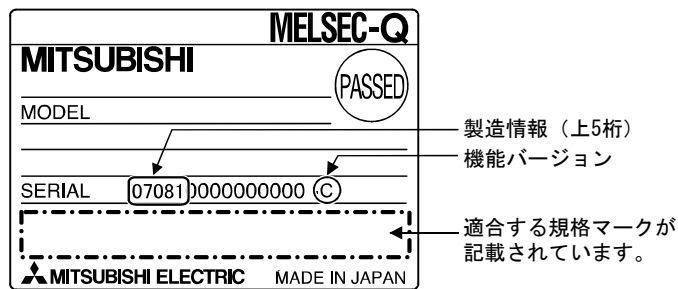 MELSEC-Q
MITSUBISHI
PASSED
MODEL
製造情報（上5桁）
機能バージョン
SERIAL 070810000000000 C
適合する規格マークが
記載されています。
MITSUBISHI ELECTRIC MADE IN JAPAN